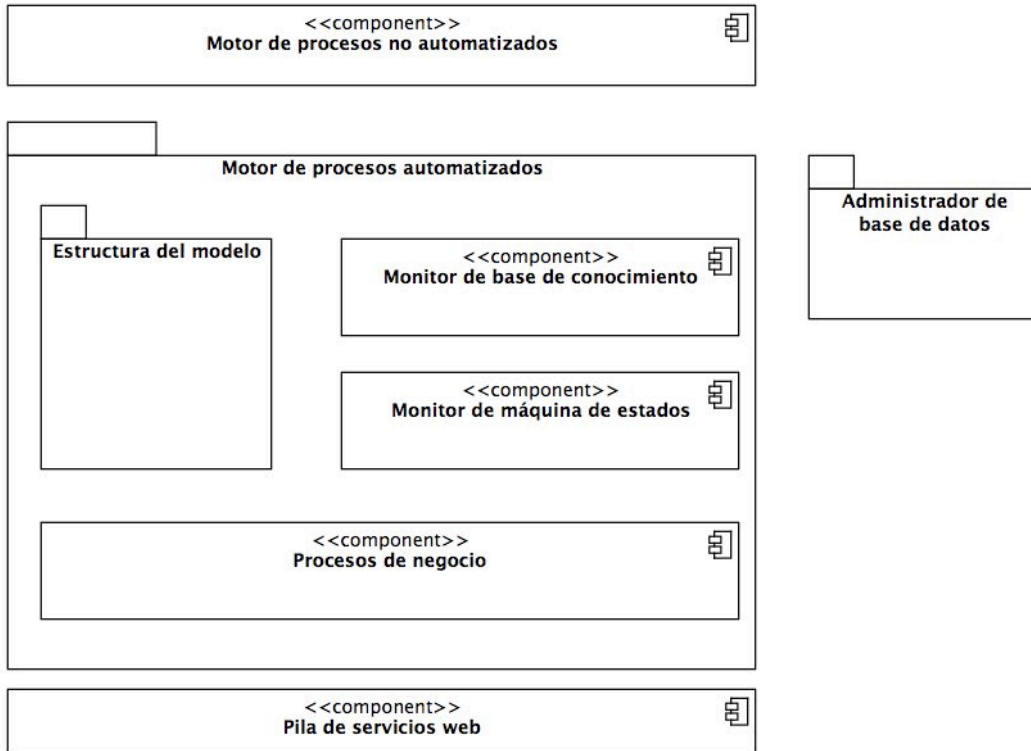 <<component>>
Motor de procesos no automatizados
Motor de procesos automatizados
Administrador de
base de datos
Estructura del modelo
<<component>>
Monitor de base de conocimiento
<<component>>
Monitor de máquina de estados
<<component>>
Procesos de negocio
<<component>>
Pila de servicios web